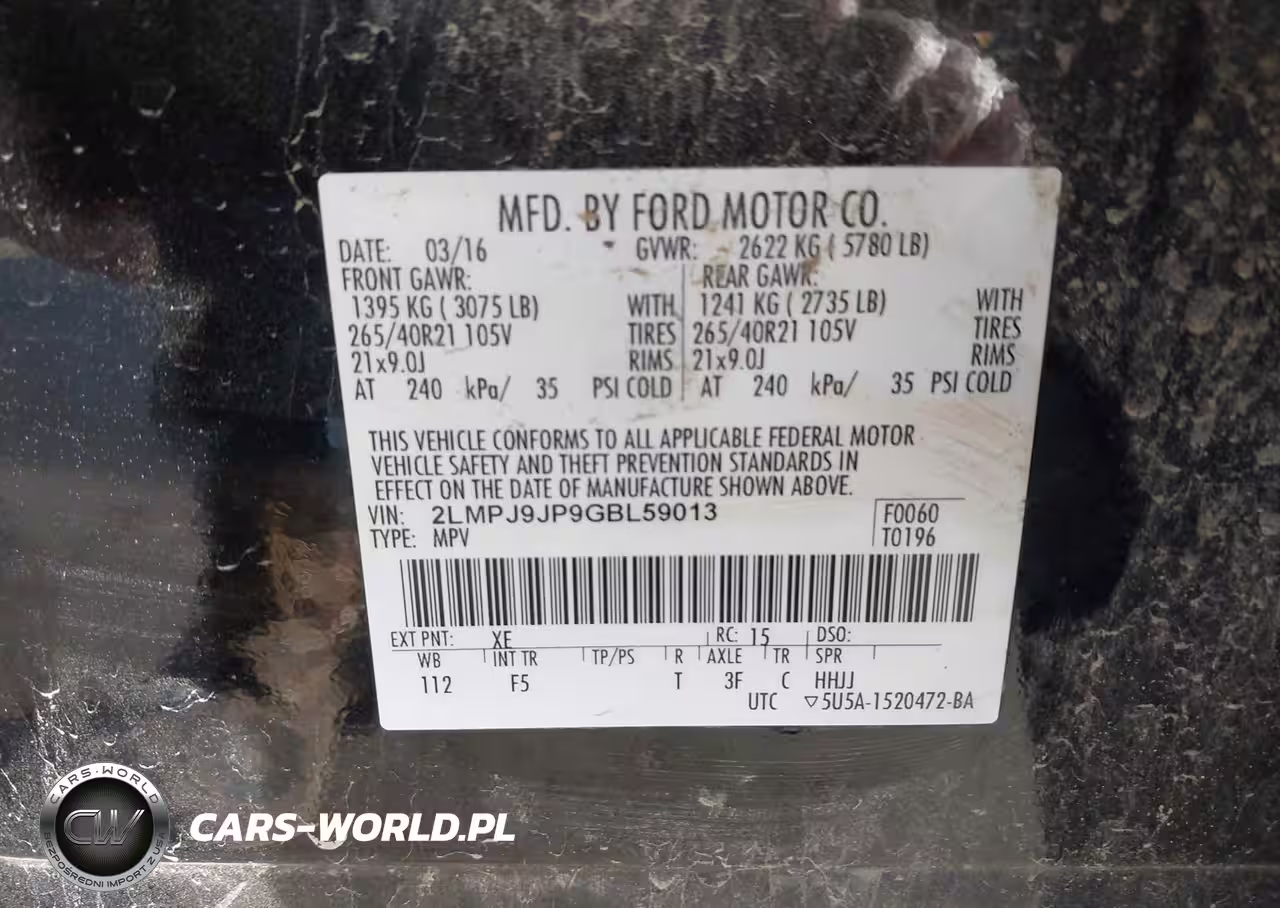 MFD. BY FORD MOTOR CO.
DATE: 03/16 GVWR: 2622 KG ( 5780 LB)
FRONT GAWR: REAR GAWR:
1395 KG ( 3075 LB) WITH 1241 KG ( 2735 LB) WITH
265/40R21 105V TIRES 265/40R21 105V TIRES
21x9.0J RIMS 21x9.0J RIMS
AT 240 kPa/ 35 PSI COLD AT 240 kPa/ 35 PSI COLD
THIS VEHICLE CONFORMS TO ALL APPLICABLE FEDERAL MOTOR
VEHICLE SAFETY AND THEFT PREVENTION STANDARDS IN
EFFECT ON THE DATE OF MANUFACTURE SHOWN ABOVE.
VIN: 2LMPJ9JP9GBL59013 F0060
TYPE: MPV T0196
EXT PNT: XE RC: 15 DSO:
WB INT TR TP/PS R AXLE TR SPR
112 F5 T 3F C HHJJ
UTC ▽5U5A-1520472-BA
CARS-WORLD
CW
BEZPOŚREDNI IMPORT Z USA
CARS-WORLD.PL